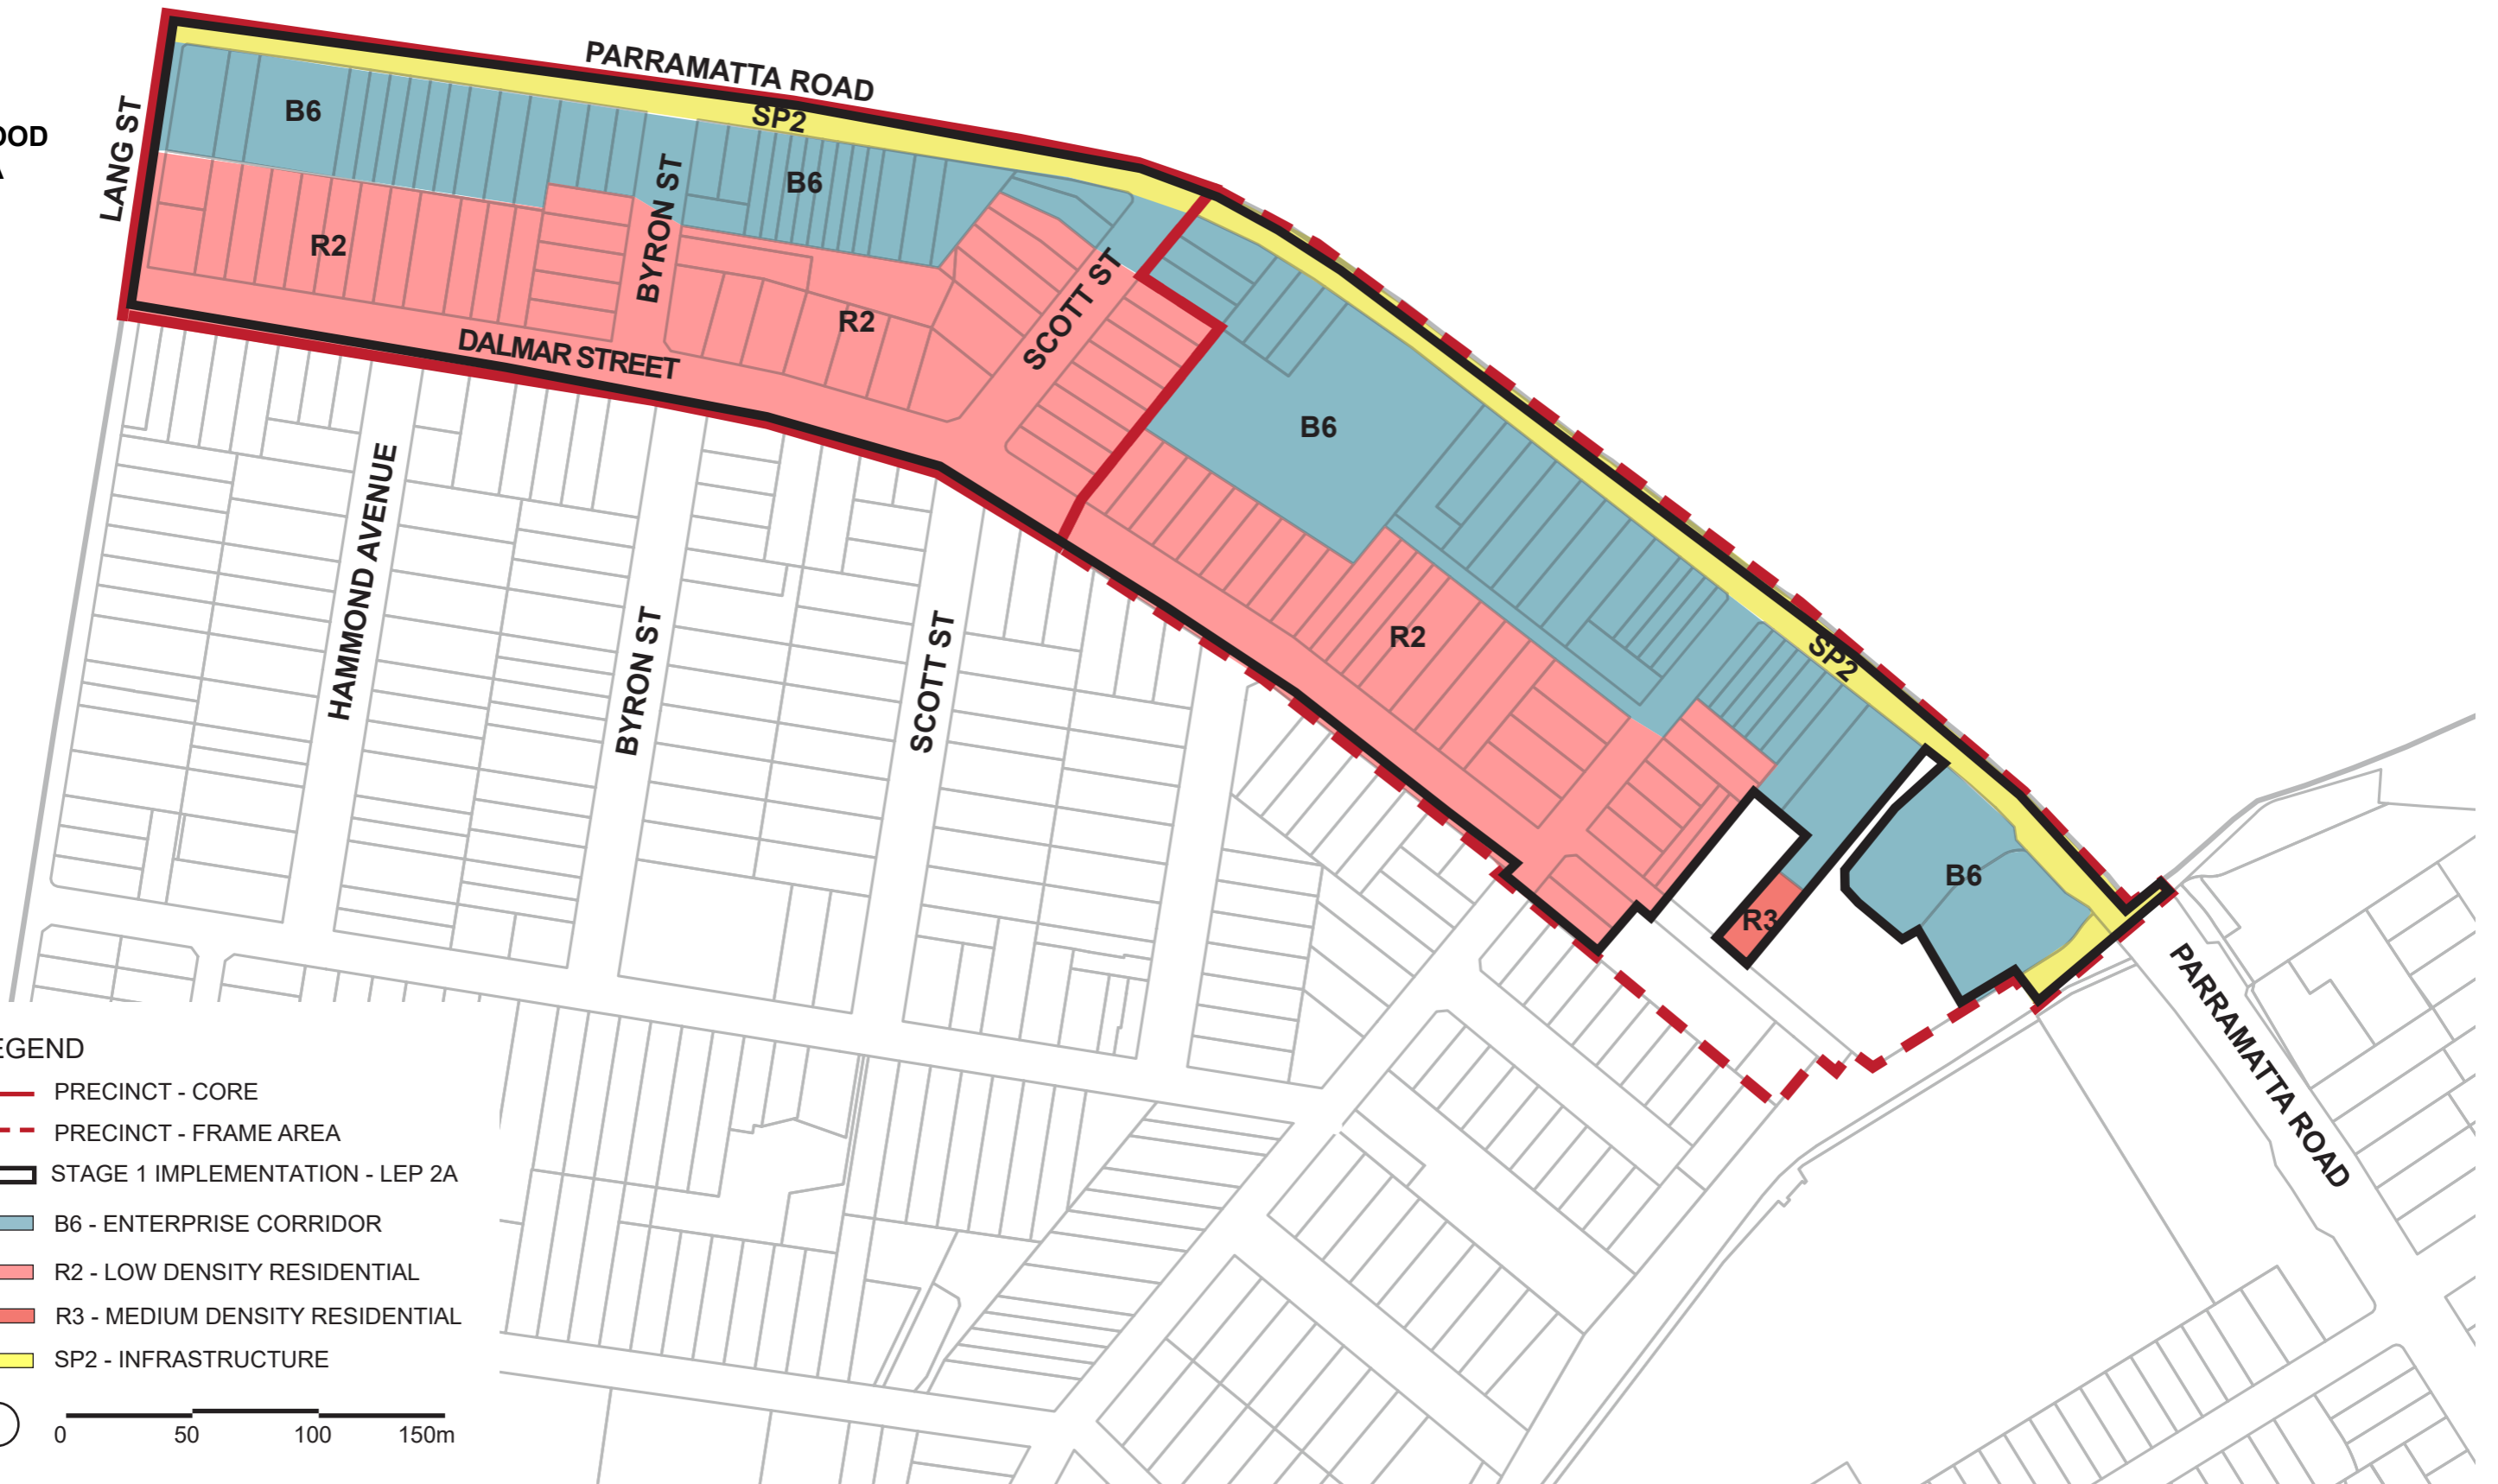 OOD
A
PARRAMATTA ROAD
SP2
LANG ST
B6
B6
BYRON ST
R2
R2
SCOTT ST
DALMAR STREET
B6
HAMMOND AVENUE
BYRON ST
SCOTT ST
R2
SP2
B6
R3
PARRAMATTA ROAD
EGEND
PRECINCT - CORE
PRECINCT - FRAME AREA
STAGE 1 IMPLEMENTATION - LEP 2A
B6 - ENTERPRISE CORRIDOR
R2 - LOW DENSITY RESIDENTIAL
R3 - MEDIUM DENSITY RESIDENTIAL
SP2 - INFRASTRUCTURE
0 50 100 150m